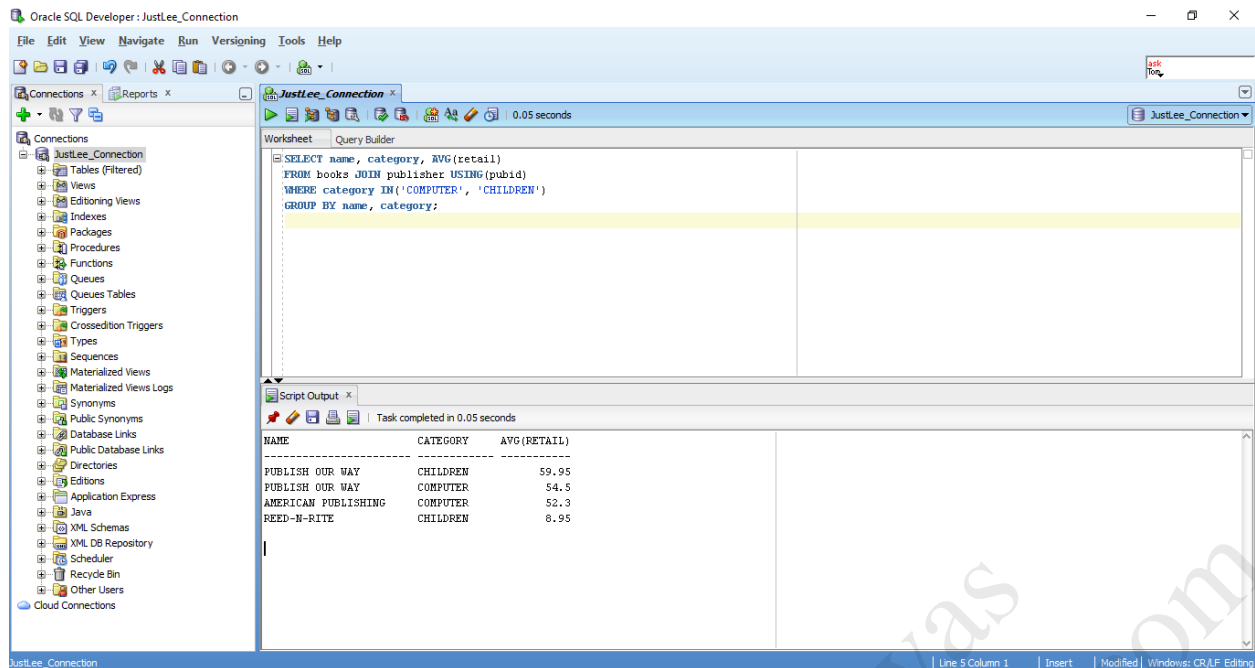 Oracle SQL Developer : JustLee_Connection
File Edit View Navigate Run Versioning Tools Help
ask
Tom
Connections x Reports x
JustLee_Connection x
0.05 seconds
JustLee_Connection
Worksheet Query Builder
Connections
JustLee_Connection
Tables (Filtered)
Views
Editioning Views
Indexes
Packages
Procedures
Functions
Queues
Queues Tables
Triggers
Crossedition Triggers
Types
Sequences
Materialized Views
Materialized Views Logs
Synonyms
Public Synonyms
Database Links
Public Database Links
Directories
Editions
Application Express
Java
XML Schemas
XML DB Repository
Scheduler
Recycle Bin
Other Users
Cloud Connections
SELECT name, category, AVG(retail)
FROM books JOIN publisher USING(pubid)
WHERE category IN('COMPUTER', 'CHILDREN')
GROUP BY name, category;
Script Output x
Task completed in 0.05 seconds
NAME CATEGORY AVG(RETAIL)
----------------------- ------------ -----------
PUBLISH OUR WAY CHILDREN 59.95
PUBLISH OUR WAY COMPUTER 54.5
AMERICAN PUBLISHING COMPUTER 52.3
REED-N-RITE CHILDREN 8.95
JustLee_Connection
Line 5 Column 1 Insert Modified Windows: CR/LF Editing